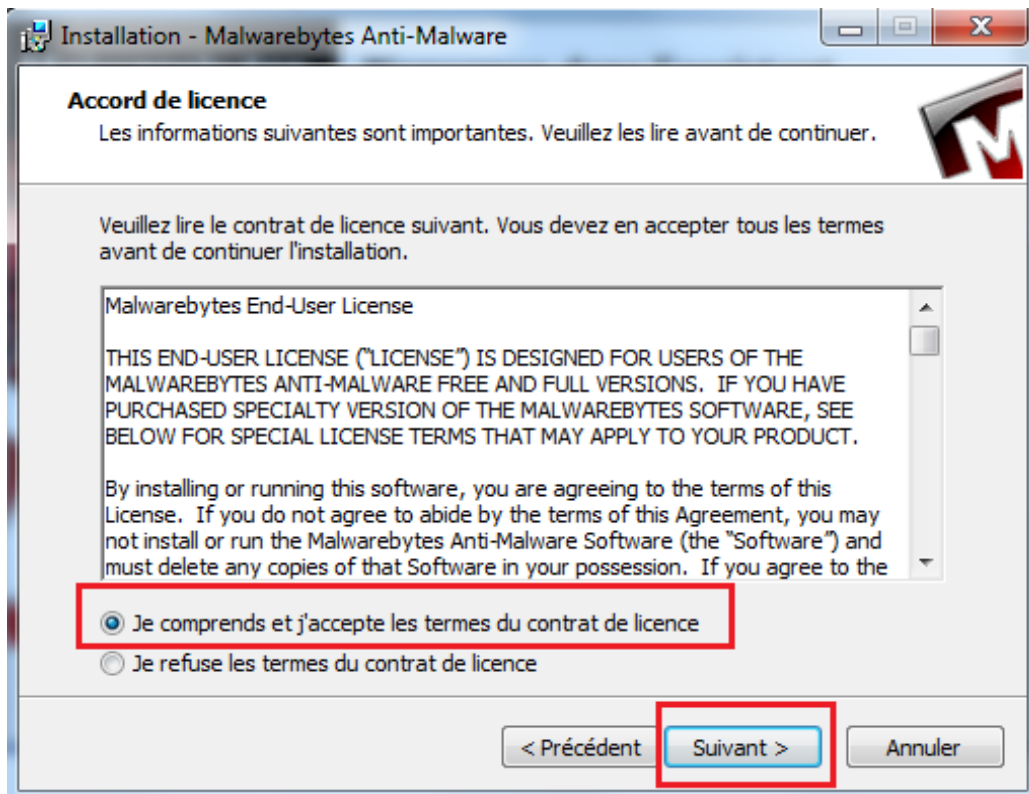 Installation - Malwarebytes Anti-Malware
Accord de licence
Les informations suivantes sont importantes. Veuillez les lire avant de continuer.
Veuillez lire le contrat de licence suivant. Vous devez en accepter tous les termes
avant de continuer l'installation.
Malwarebytes End-User License
THIS END-USER LICENSE ("LICENSE") IS DESIGNED FOR USERS OF THE
MALWAREBYTES ANTI-MALWARE FREE AND FULL VERSIONS.  IF YOU HAVE
PURCHASED SPECIALTY VERSION OF THE MALWAREBYTES SOFTWARE, SEE
BELOW FOR SPECIAL LICENSE TERMS THAT MAY APPLY TO YOUR PRODUCT.
By installing or running this software, you are agreeing to the terms of this
License.  If you do not agree to abide by the terms of this Agreement, you may
not install or run the Malwarebytes Anti-Malware Software (the "Software") and
must delete any copies of that Software in your possession.  If you agree to the
Je comprends et j'accepte les termes du contrat de licence
Je refuse les termes du contrat de licence
< Précédent
Suivant >
Annuler